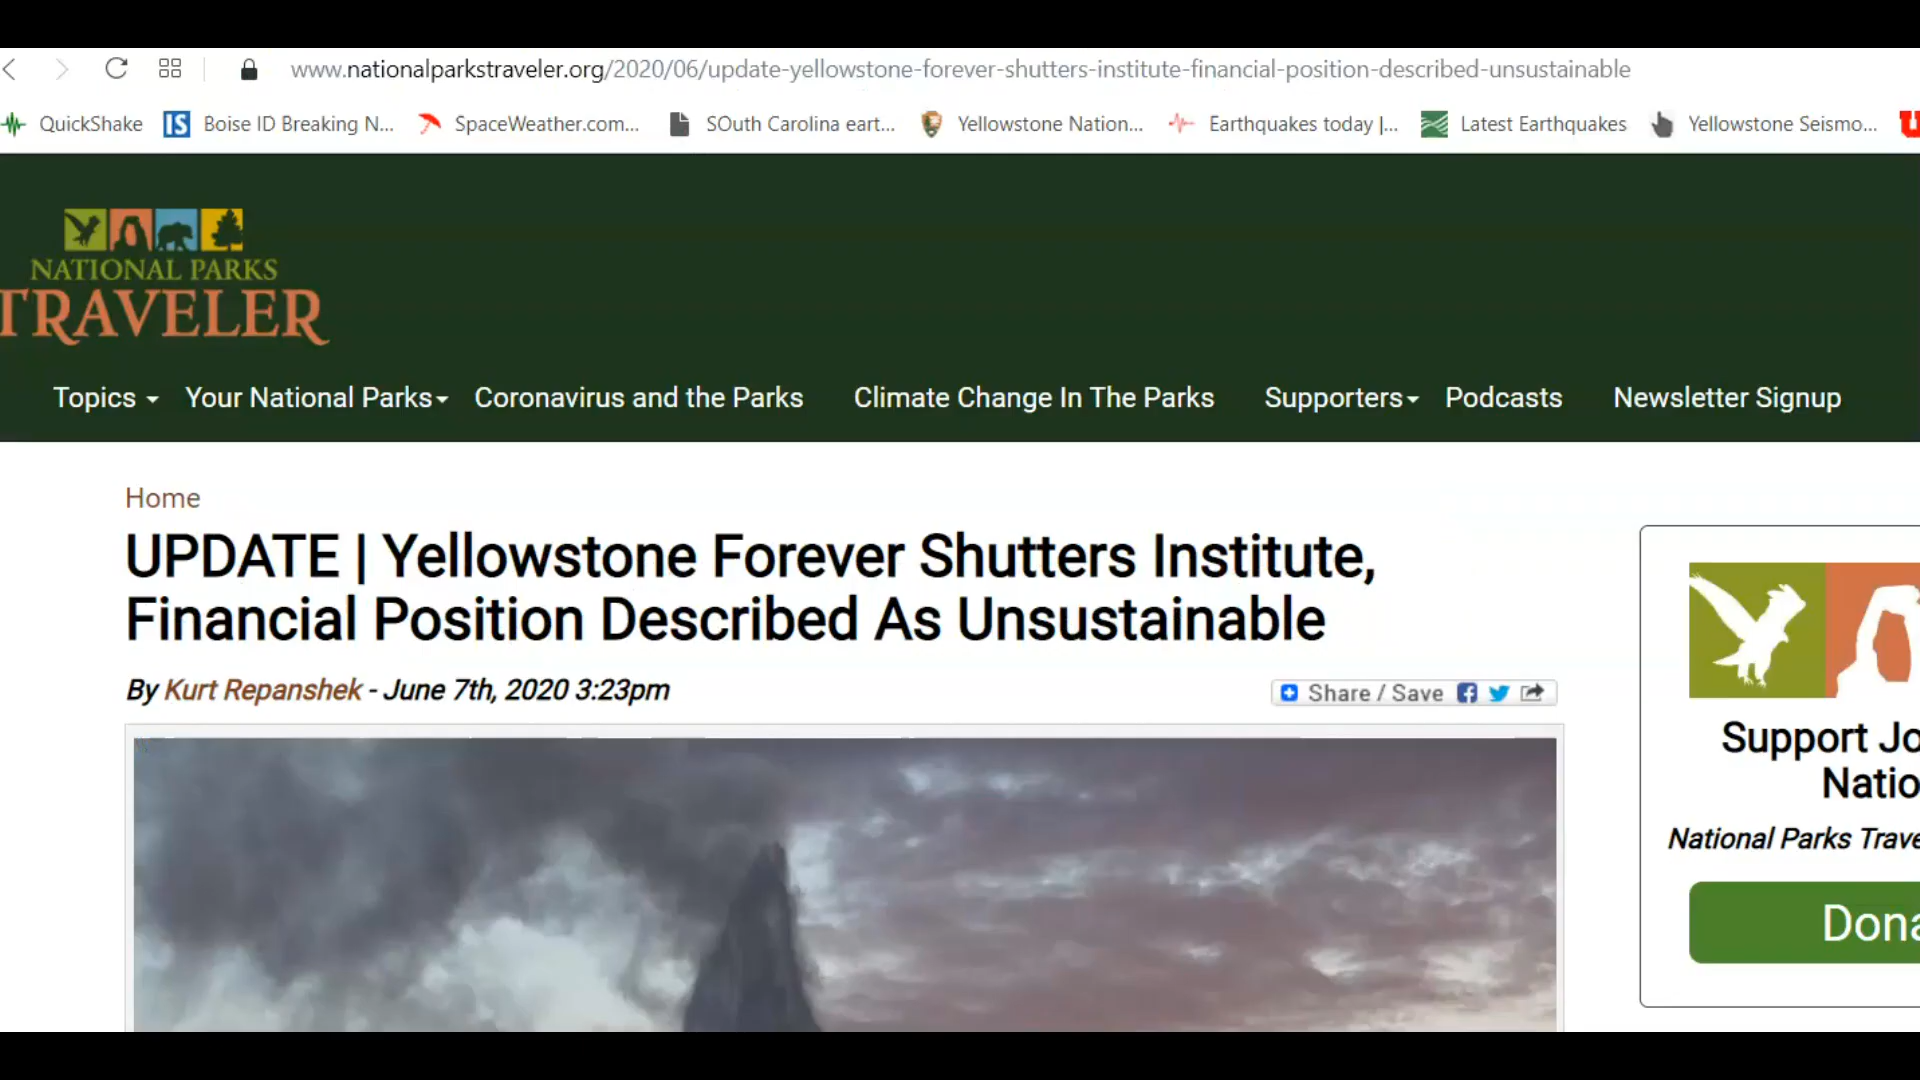 www.nationalparkstraveler.org/2020/06/update-yellowstone-forever-shutters-institute-financial-position-described-unsustainable
QuickShake IS Boise ID Breaking N... SpaceWeather.com... SOuth Carolina eart... Yellowstone Nation... Earthquakes today |... Latest Earthquakes Yellowstone Seismo... U
NATIONAL PARKS
TRAVELER
Topics Your National Parks Coronavirus and the Parks Climate Change In The Parks Supporters Podcasts Newsletter Signup
Home
UPDATE | Yellowstone Forever Shutters Institute,
Financial Position Described As Unsustainable
By Kurt Repanshek - June 7th, 2020 3:23pm
Share / Save
Support Jo
Natio
National Parks Trave
Dona